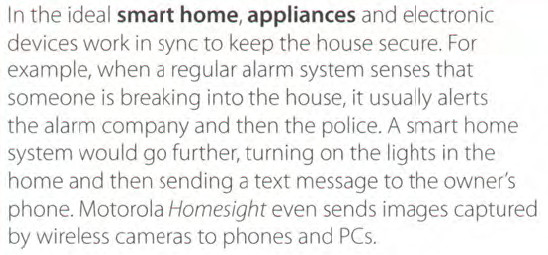 In the ideal smart home, appliances and electronic
devices work in sync to keep the house secure. For
example, when a regular alarm system senses that
someone is breaking into the house, it usually alerts
the alarm company and then the police. A smart home
system would go further, turning on the lights in the
home and then sending a text message to the owner's
phone. Motorola Homesight even sends images captured
by wireless cameras to phones and PCs.